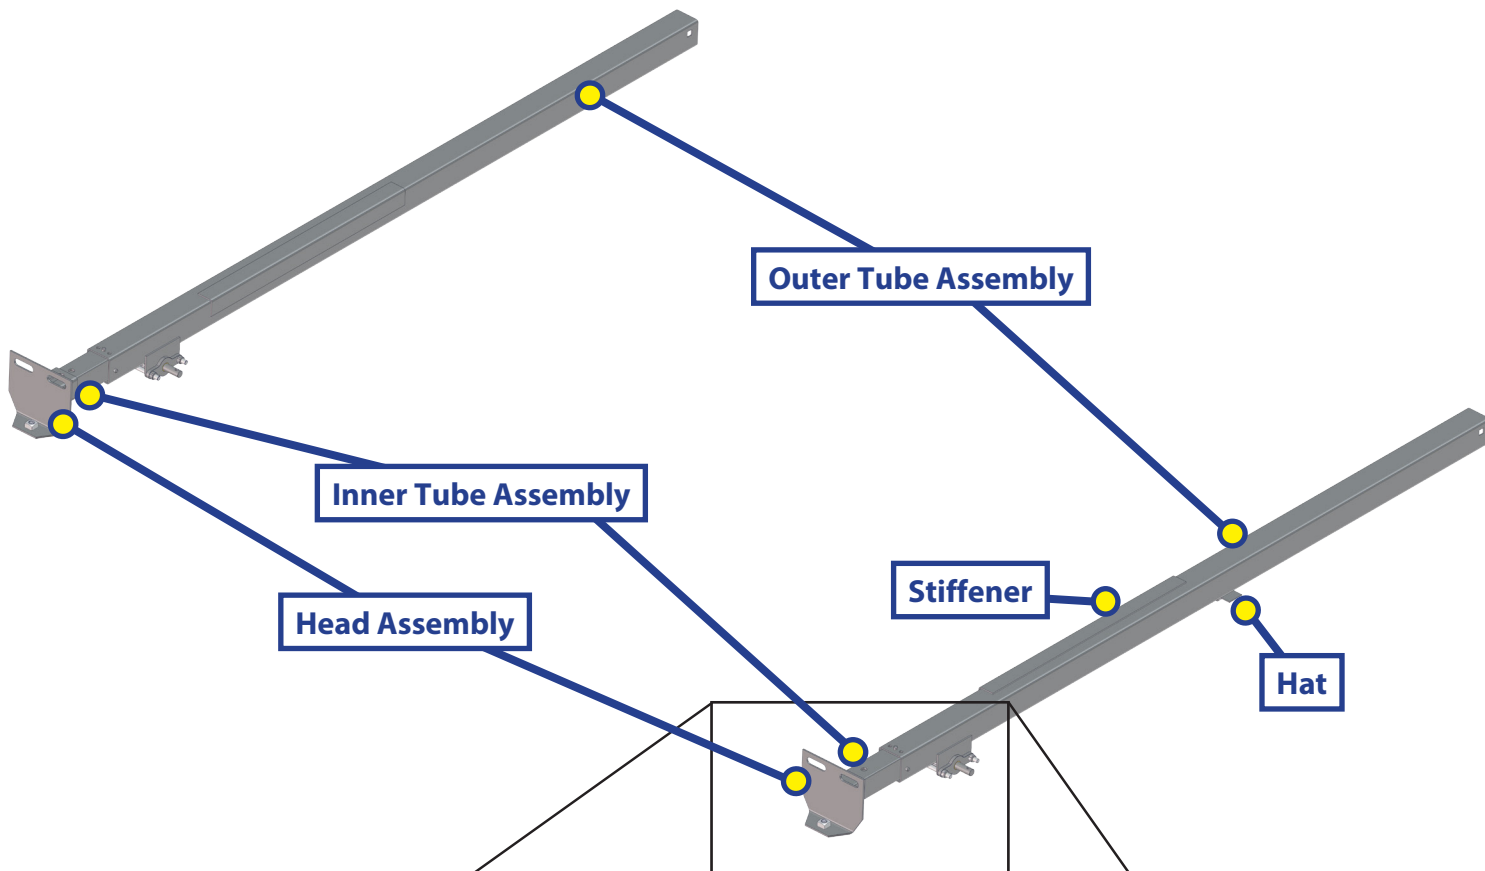 Outer Tube Assembly
Inner Tube Assembly
Stiffener
Head Assembly
Hat